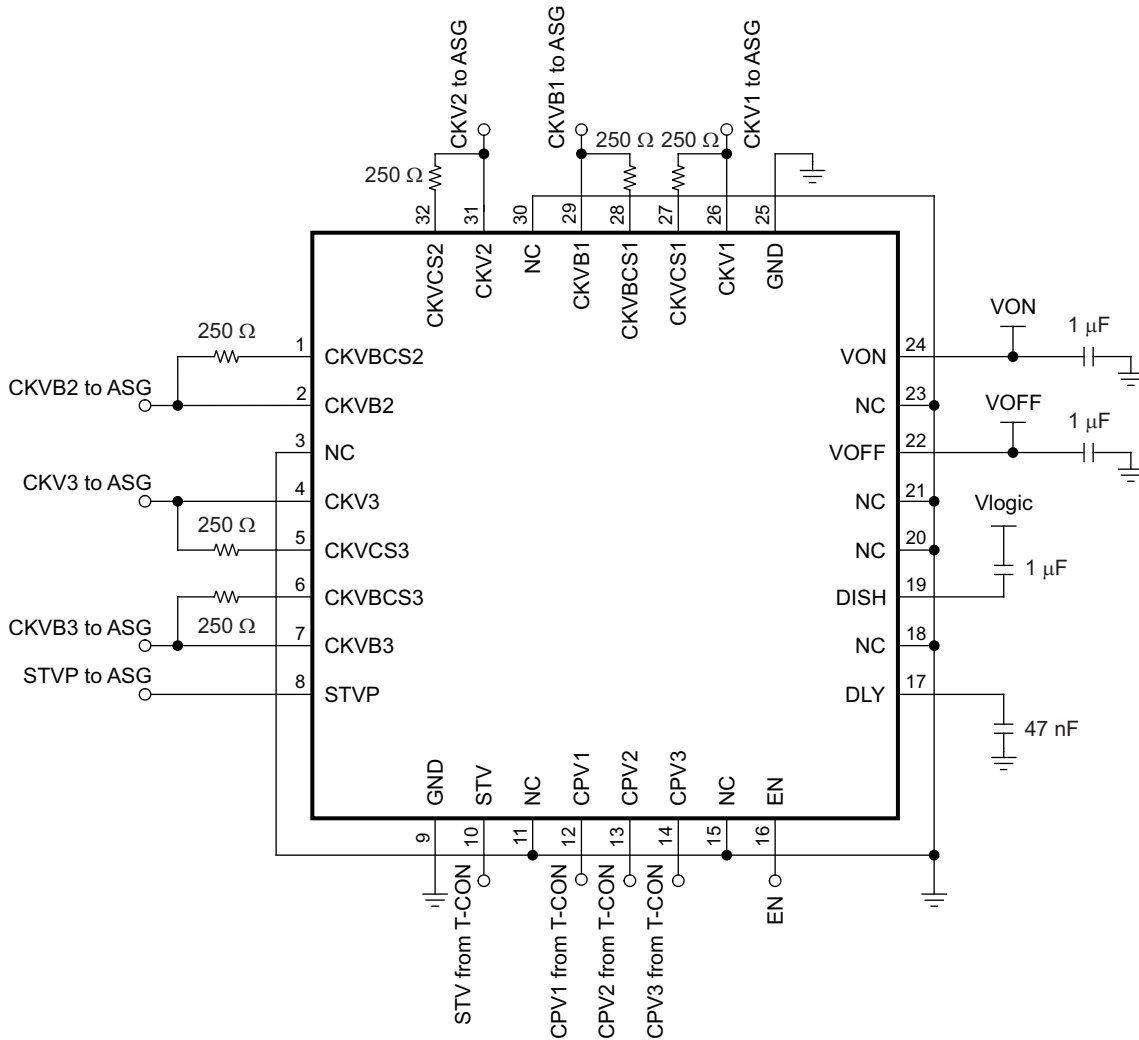 CKV2 to ASG
CKVB1 to ASG
CKV1 to ASG
250 Ω
250 Ω
250 Ω
32
31
30
29
28
27
26
25
CKVCS2
CKV2
NC
CKVB1
CKVBCS1
CKVCS1
CKV1
GND
250 Ω
1
CKVBCS2
CKVB2 to ASG
2
CKVB2
3
NC
CKV3 to ASG
4
CKV3
250 Ω
5
CKVCS3
6
CKVBCS3
250 Ω
CKVB3 to ASG
7
CKVB3
STVP to ASG
8
STVP
VON
1 μF
VON
24
NC
23
VOFF
1 μF
VOFF
22
NC
21
Vlogic
NC
20
1 μF
DISH
19
NC
18
DLY
17
47 nF
GND
STV
NC
CPV1
CPV2
CPV3
NC
EN
9
10
11
12
13
14
15
16
STV from T-CON
CPV1 from T-CON
CPV2 from T-CON
CPV3 from T-CON
EN